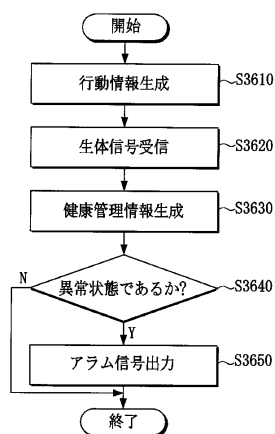 開始
行動情報生成
S3610
生体信号受信
S3620
健康管理情報生成
S3630
異常状態であるか?
S3640
N
Y
アラム信号出力
S3650
終了